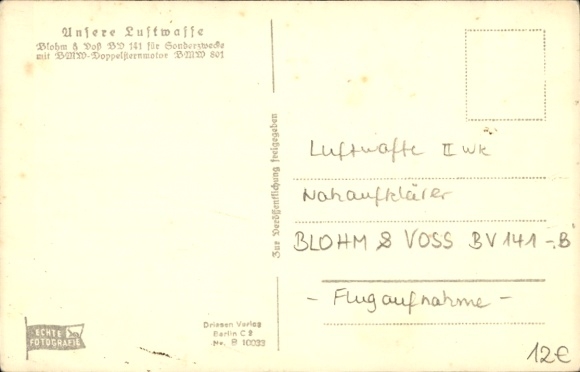 Unsere Luftwaffe
Blohm & Voß BV 141 für Sonderzwecke
mit BMW-Doppelsternmotor BMW 801
Zur Veröffentlichung freigegeben
Luftwaffe II WK
Nahaufklärer
BLOHM & VOSS BV 141 - B
- Flugaufnahme -
ECHTE
FOTOGRAFIE
Driesen Verlag
Berlin C 2
Nr. B 10033
12€